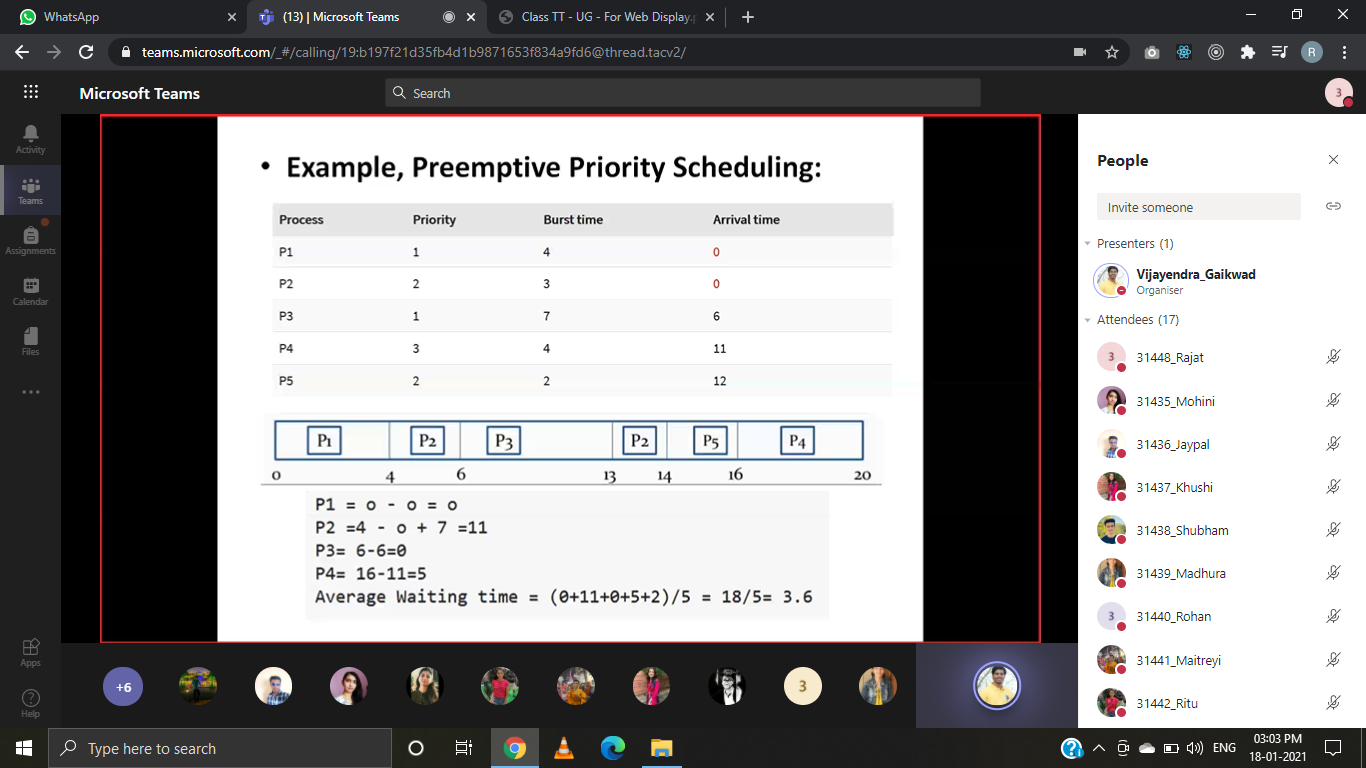 WhatsApp
(13) | Microsoft Teams
Class TT - UG - For Web Display.p
teams.microsoft.com/_#/calling/19:b197f21d35fb4d1b9871653f834a9fd6@thread.tacv2/
R
Microsoft Teams
Search
3
Activity
Teams
Assignments
Calendar
Files
Apps
Help
• Example, Preemptive Priority Scheduling:
Process Priority Burst time Arrival time
P1 1 4 0
P2 2 3 0
P3 1 7 6
P4 3 4 11
P5 2 2 12
P1 P2 P3 P2 P5 P4
0 4 6 13 14 16 20
P1 = o - o = o
P2 =4 - o + 7 =11
P3= 6-6=0
P4= 16-11=5
Average Waiting time = (0+11+0+5+2)/5 = 18/5= 3.6
+6
3
People
Invite someone
Presenters (1)
Vijayendra_Gaikwad
Organiser
Attendees (17)
3 31448_Rajat
31435_Mohini
31436_Jaypal
31437_Khushi
31438_Shubham
31439_Madhura
3 31440_Rohan
31441_Maitreyi
31442_Ritu
Type here to search
ENG
03:03 PM
18-01-2021